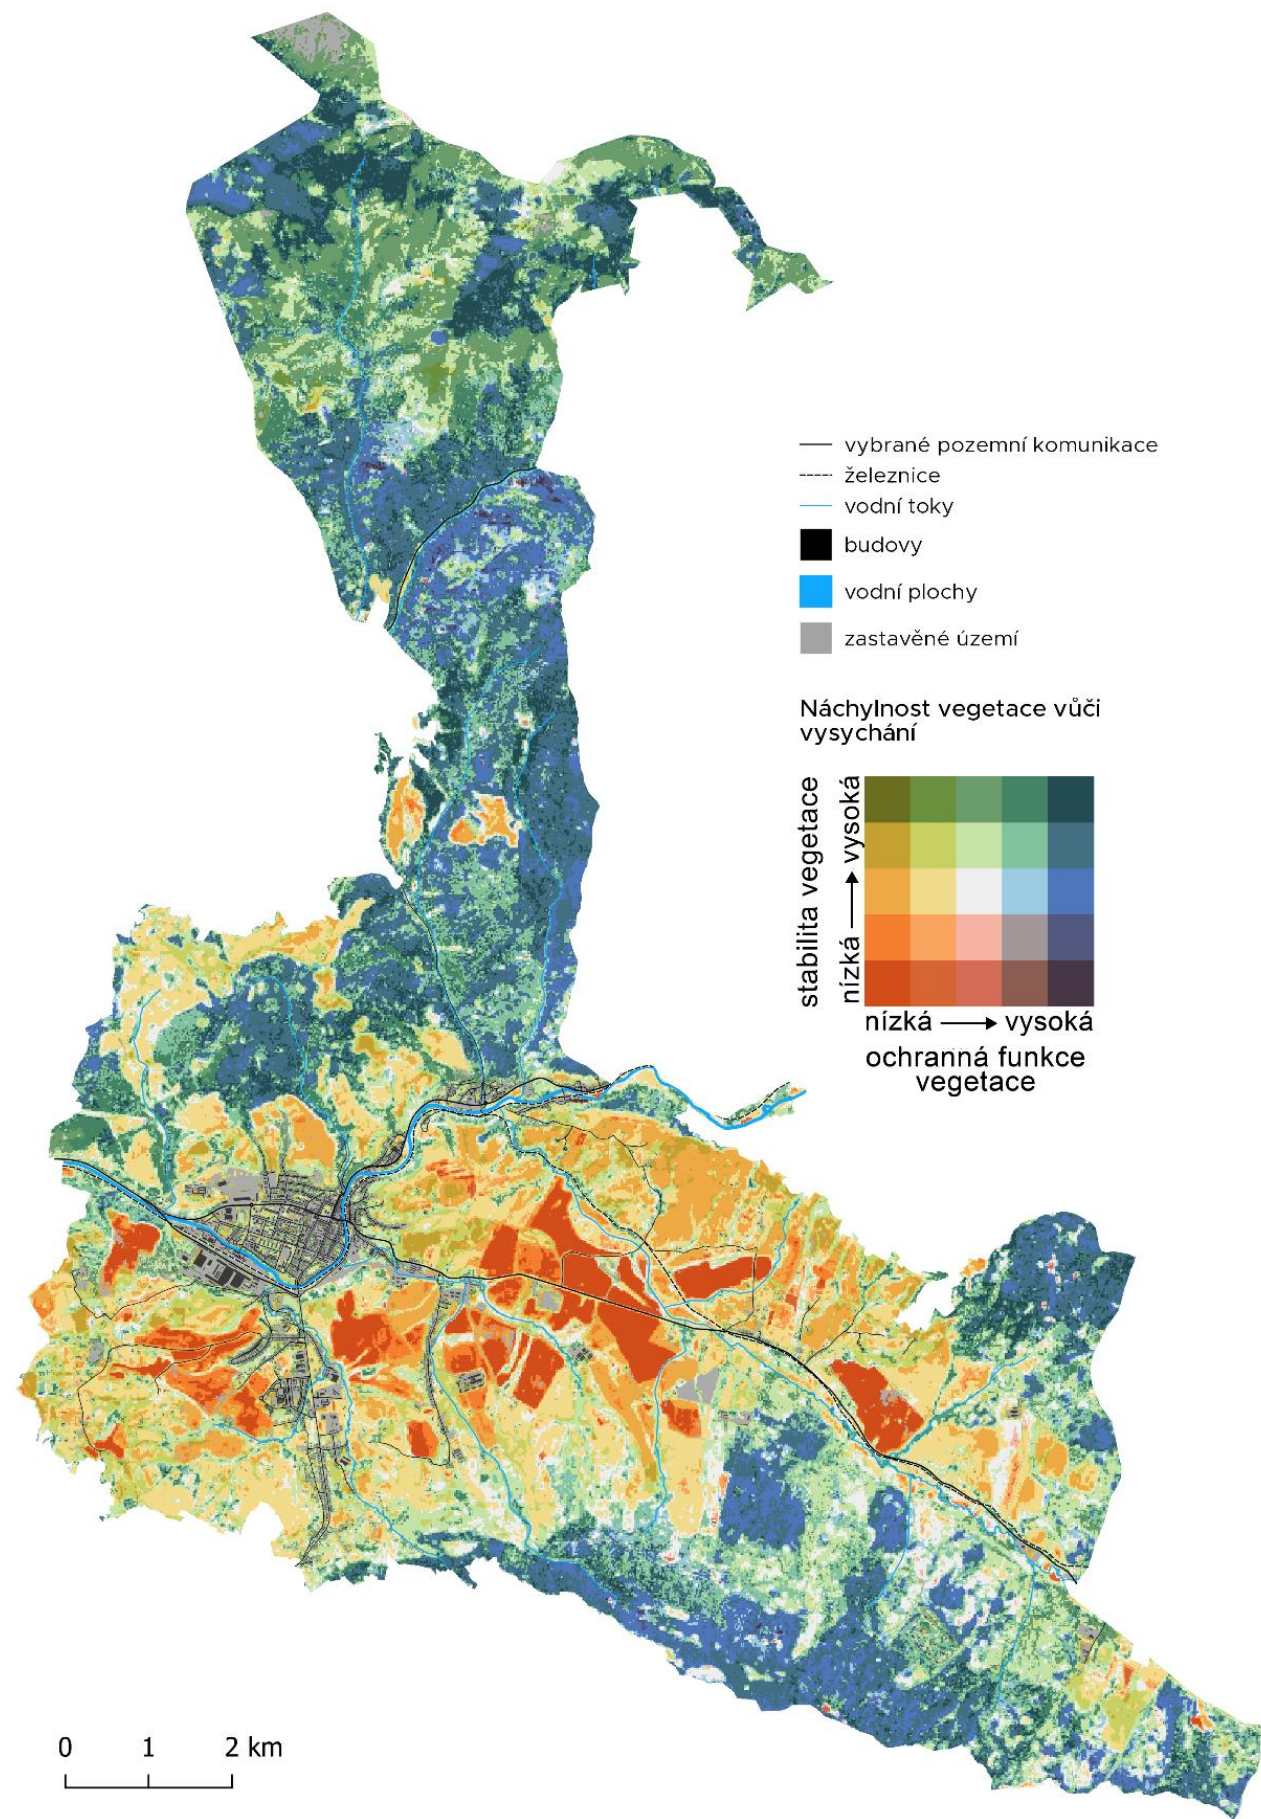 vybrané pozemní komunikace
železnice
vodní toky
budovy
vodní plochy
zastavěné území
Náchylnost vegetace vůči
vysychání
stabilita vegetace
nízká → vysoká
nízká → vysoká
ochranná funkce
vegetace
0 1 2 km